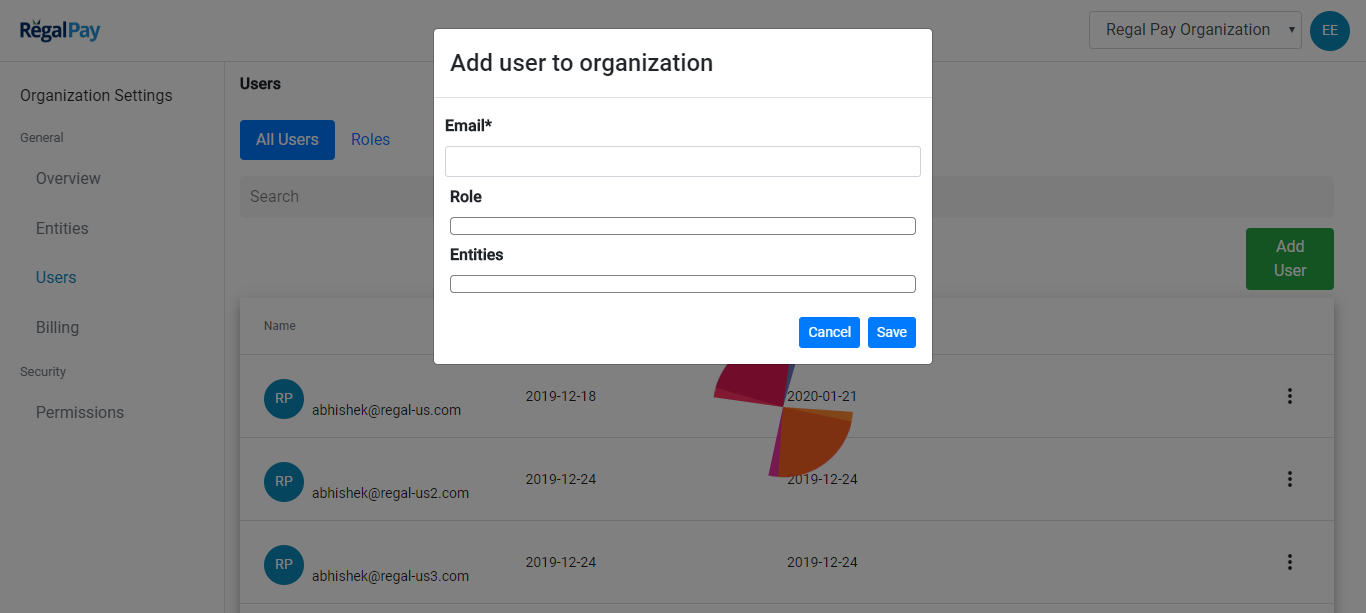 RegalPay
Regal Pay Organization
EE
Add user to organization
Organization Settings
Users
General
Email*
All Users
Roles
Overview
Search
Role
Entities
Entities
Add
User
Users
Cancel
Save
Billing
Name
Security
RP
abhishek@regal-us.com
2019-12-18
2020-01-21
Permissions
RP
abhishek@regal-us2.com
2019-12-24
2019-12-24
RP
abhishek@regal-us3.com
2019-12-24
2019-12-24